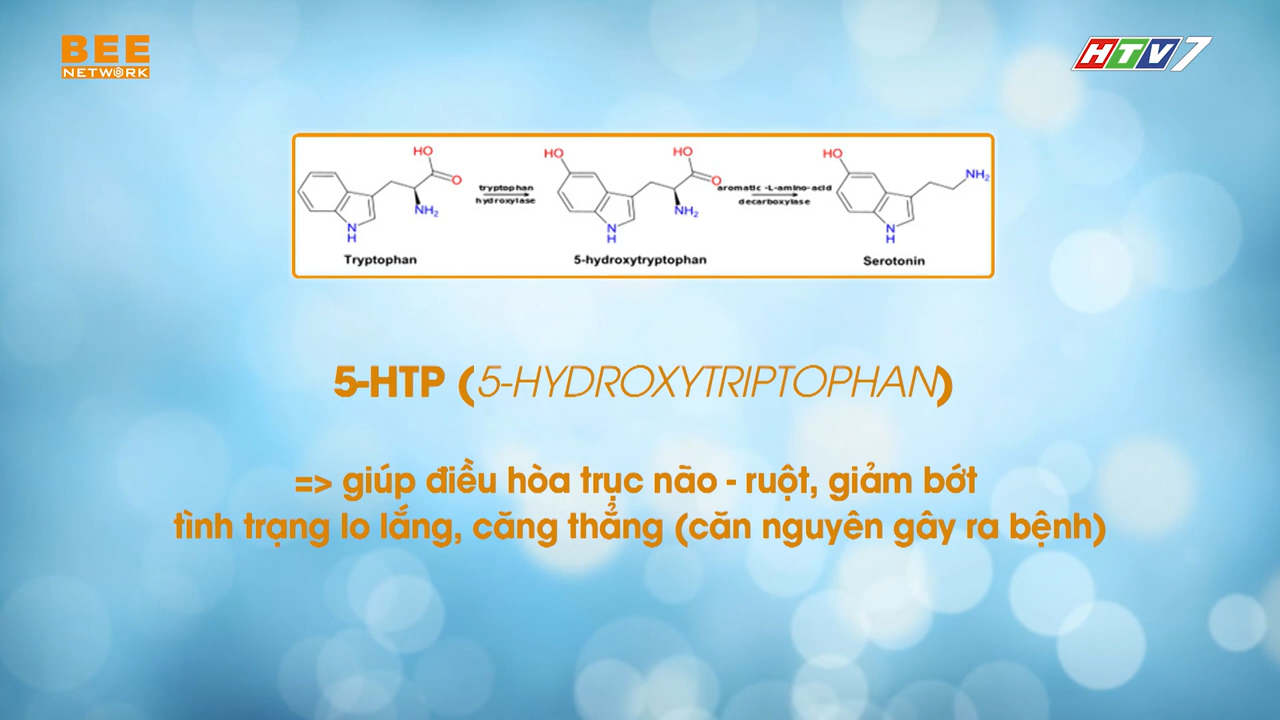 BEE
NETWORK
HTV7
HO
O
NH2
N
H
Tryptophan
tryptophan
hydroxylase
HO
HO
O
NH2
N
H
5-hydroxytryptophan
aromatic -L-amino-acid
decarboxylase
HO
NH2
N
H
Serotonin
5-HTP (5-HYDROXYTRIPTOPHAN)
=> giúp điều hòa trục não - ruột, giảm bớt
tình trạng lo lắng, căng thẳng (căn nguyên gây ra bệnh)